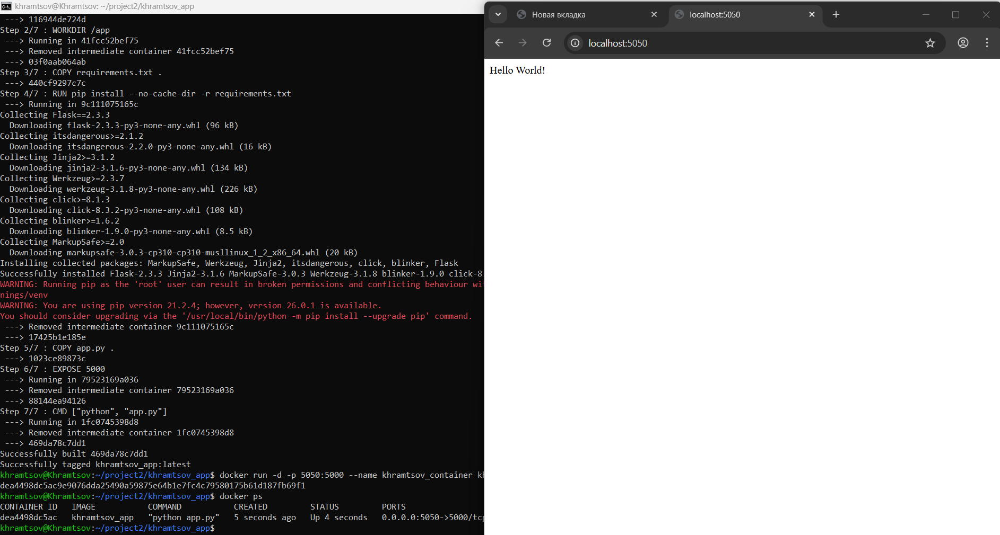 khramtsov@Khramtsov: ~/project2/khramtsov_app
---> 116944de724d
Step 2/7 : WORKDIR /app
---> Running in 41fcc52bef75
---> Removed intermediate container 41fcc52bef75
---> 03f0aab064ab
Step 3/7 : COPY requirements.txt .
---> 440cf9297c7c
Step 4/7 : RUN pip install --no-cache-dir -r requirements.txt
---> Running in 9c111075165c
Collecting Flask==2.3.3
Downloading flask-2.3.3-py3-none-any.whl (96 kB)
Collecting itsdangerous>=2.1.2
Downloading itsdangerous-2.2.0-py3-none-any.whl (16 kB)
Collecting Jinja2>=3.1.2
Downloading jinja2-3.1.6-py3-none-any.whl (134 kB)
Collecting Werkzeug>=2.3.7
Downloading werkzeug-3.1.8-py3-none-any.whl (226 kB)
Collecting click>=8.1.3
Downloading click-8.3.2-py3-none-any.whl (108 kB)
Collecting blinker>=1.6.2
Downloading blinker-1.9.0-py3-none-any.whl (8.5 kB)
Collecting MarkupSafe>=2.0
Downloading markupsafe-3.0.3-cp310-cp310-musllinux_1_2_x86_64.whl (20 kB)
Installing collected packages: MarkupSafe, Werkzeug, Jinja2, itsdangerous, click, blinker, Flask
Successfully installed Flask-2.3.3 Jinja2-3.1.6 MarkupSafe-3.0.3 Werkzeug-3.1.8 blinker-1.9.0 click-8.
WARNING: Running pip as the 'root' user can result in broken permissions and conflicting behaviour wit
nings/venv
WARNING: You are using pip version 21.2.4; however, version 26.0.1 is available.
You should consider upgrading via the '/usr/local/bin/python -m pip install --upgrade pip' command.
---> Removed intermediate container 9c111075165c
---> 17425b1e185e
Step 5/7 : COPY app.py .
---> 1023ce89873c
Step 6/7 : EXPOSE 5000
---> Running in 79523169a036
---> Removed intermediate container 79523169a036
---> 88144ea94126
Step 7/7 : CMD ["python", "app.py"]
---> Running in 1fc0745398d8
---> Removed intermediate container 1fc0745398d8
---> 469da78c7dd1
Successfully built 469da78c7dd1
Successfully tagged khramtsov_app:latest
khramtsov@Khramtsov:~/project2/khramtsov_app$ docker run -d -p 5050:5000 --name khramtsov_container kh
dea4498dc5ac9e9076dda25490a59875e64b1e7fc4c79580175b61d187fb69f1
khramtsov@Khramtsov:~/project2/khramtsov_app$ docker ps
CONTAINER ID IMAGE COMMAND CREATED STATUS PORTS
dea4498dc5ac khramtsov_app "python app.py" 5 seconds ago Up 4 seconds 0.0.0.0:5050->5000/tcp
khramtsov@Khramtsov:~/project2/khramtsov_app$
Новая вкладка
localhost:5050
localhost:5050
Hello World!